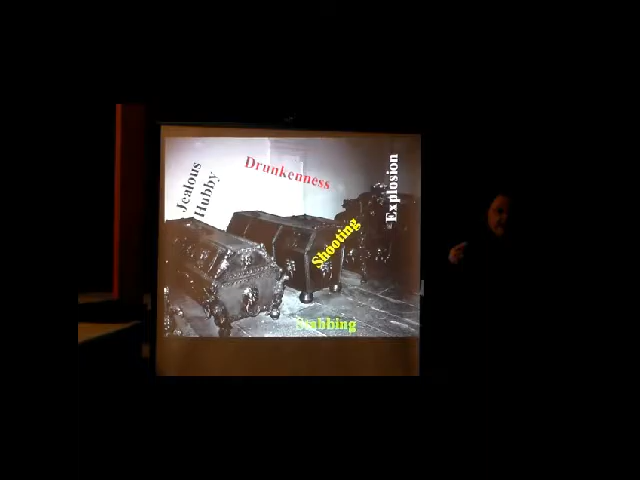 Drunkenness
Jealous
Hubby
Explosion
Shooting
Stabbing